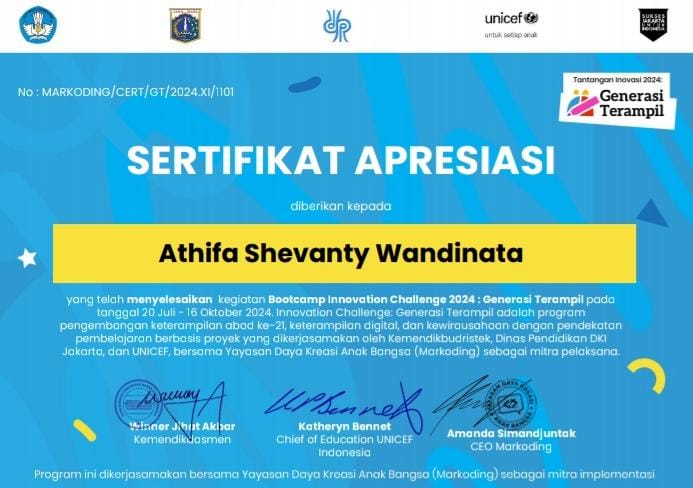 unicef
untuk setiap anak
SUKSES
JAKARTA
UNTUK
INDONESIA
No : MARKODING/CERT/GT/2024.XI/1101
Tantangan Inovasi 2024:
Generasi
Terampil
SERTIFIKAT APRESIASI
diberikan kepada
Athifa Shevanty Wandinata
yang telah menyelesaikan kegiatan Bootcamp Innovation Challenge 2024 : Generasi Terampil pada
tanggal 20 Juli - 16 Oktober 2024. Innovation Challenge: Generasi Terampil adalah program
pengembangan keterampilan abad ke-21, keterampilan digital, dan kewirausahaan dengan pendekatan
pembelajaran berbasis proyek yang dikerjasamakan oleh Kemendikbudristek, Dinas Pendidikan DKI
Jakarta, dan UNICEF, bersama Yayasan Daya Kreasi Anak Bangsa (Markoding) sebagai mitra pelaksana.
Winner Jihat Akbar
Kemendikdasmen
Katheryn Bennet
Chief of Education UNICEF
Indonesia
Amanda Simandjuntak
CEO Markoding
Program ini dikerjasamakan bersama Yayasan Daya Kreasi Anak Bangsa (Markoding) sebagai mitra implementasi